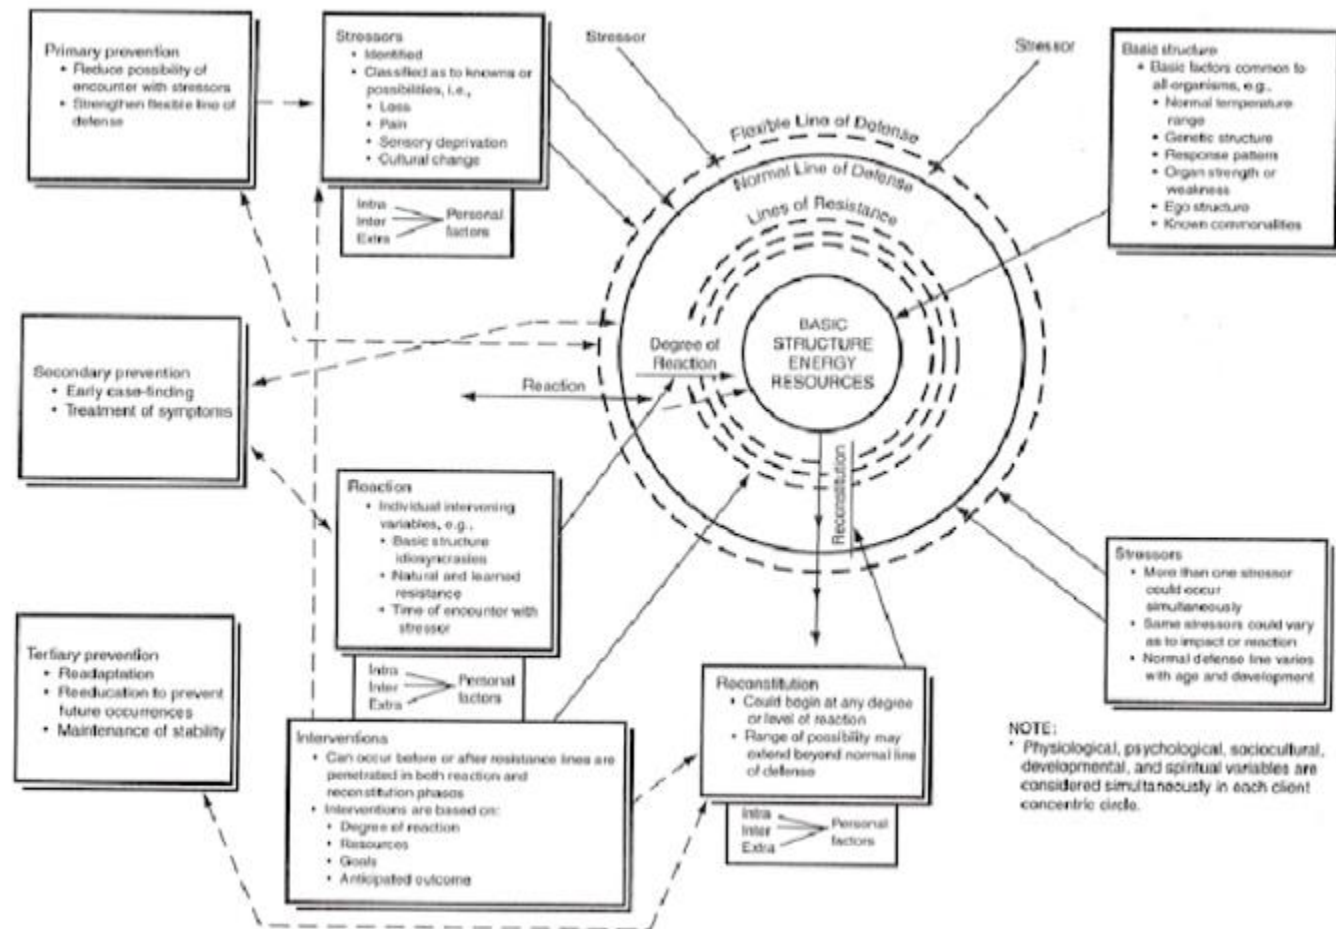 Primary prevention
• Reduce possibility of
encounter with stressors
• Strengthen flexible line of
defense
Stressors
• Identified
• Classified as to knowns or
possibilities, i.e.,
• Loss
• Pain
• Sensory deprivation
• Cultural change
Intra
Inter
Extra
Personal
factors
Stressor
Stressor
Basic structure
• Basic factors common to
all organisms, e.g.,
• Normal temperature
range
• Genetic structure
• Response pattern
• Organ strength or
weakness
• Ego structure
• Known commonalities
Flexible Line of Defense
Normal Line of Defense
Lines of Resistance
BASIC
STRUCTURE
ENERGY
RESOURCES
Degree of
Reaction
Reaction
Reconstitution
Secondary prevention
• Early case-finding
• Treatment of symptoms
Reaction
• Individual intervening
variables, e.g.,
• Basic structure
idiosyncrasies
• Natural and learned
resistance
• Time of encounter with
stressor
Intra
Inter
Extra
Personal
factors
Stressors
• More than one stressor
could occur
simultaneously
• Same stressors could vary
as to impact or reaction
• Normal defense line varies
with age and development
Tertiary prevention
• Readaptation
• Reeducation to prevent
future occurrences
• Maintenance of stability
Interventions
• Can occur before or after resistance lines are
penetrated in both reaction and
reconstitution phases
• Interventions are based on:
• Degree of reaction
• Resources
• Goals
• Anticipated outcome
Reconstitution
• Could begin at any degree
or level of reaction
• Range of possibility may
extend beyond normal line
of defense
Intra
Inter
Extra
Personal
factors
NOTE:
* Physiological, psychological, sociocultural,
developmental, and spiritual variables are
considered simultaneously in each client
concentric circle.